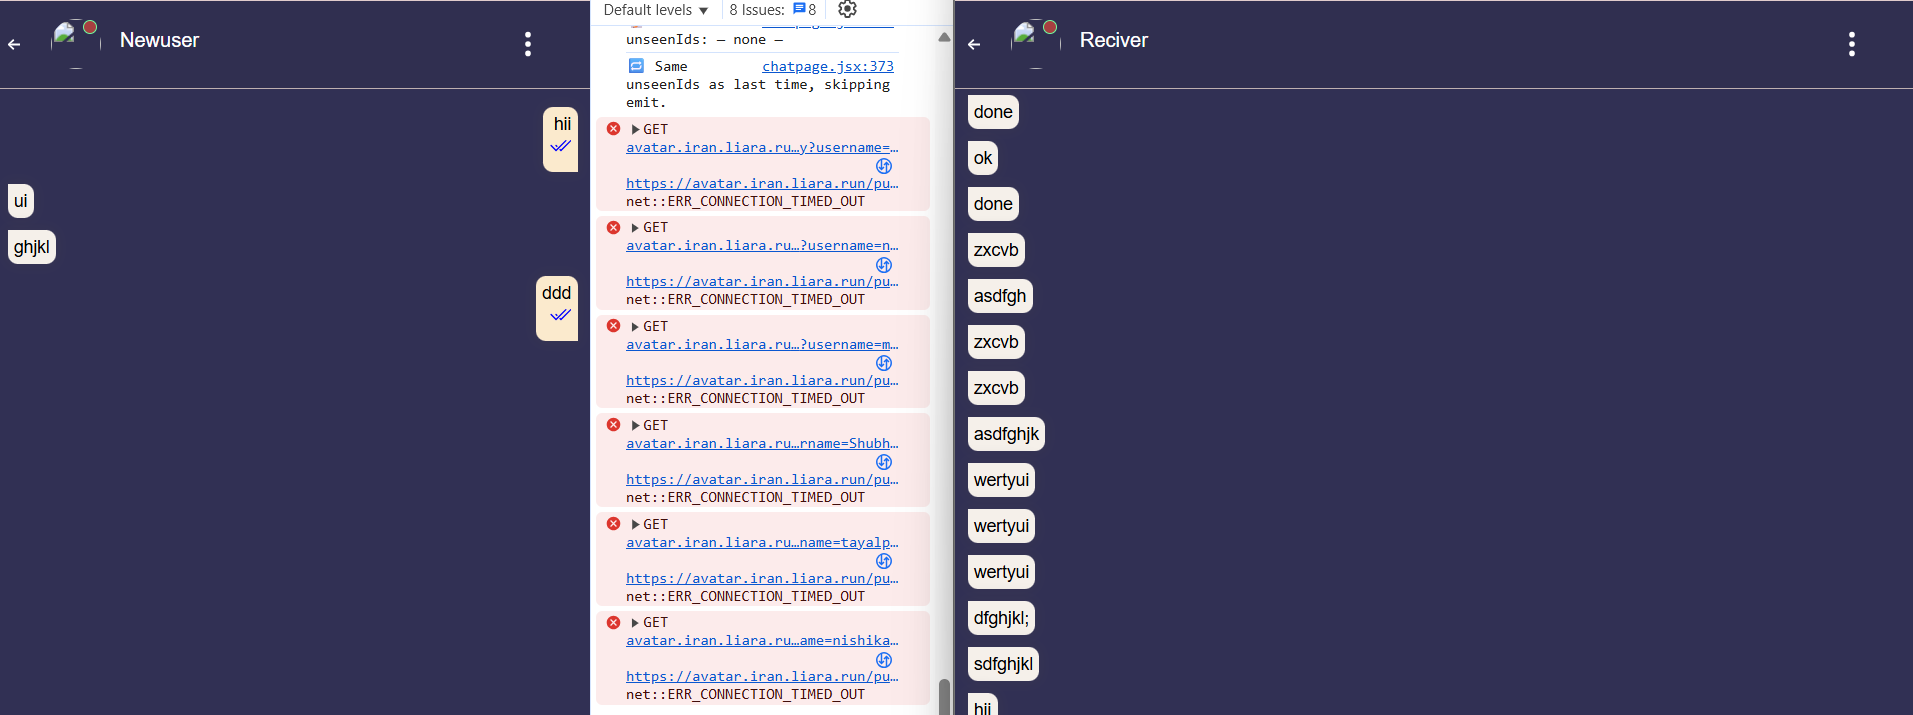 Newuser
hii
ui
ghjkl
ddd
Default levels
8 Issues:
8
unseenIds: — none —
Same
chatpage.jsx:373
unseenIds as last time, skipping
emit.
GET
avatar.iran.liara.ru…y?username=…
https://avatar.iran.liara.run/pu…
net::ERR_CONNECTION_TIMED_OUT
GET
avatar.iran.liara.ru…?username=n…
https://avatar.iran.liara.run/pu…
net::ERR_CONNECTION_TIMED_OUT
GET
avatar.iran.liara.ru…?username=m…
https://avatar.iran.liara.run/pu…
net::ERR_CONNECTION_TIMED_OUT
GET
avatar.iran.liara.ru…rname=Shubh…
https://avatar.iran.liara.run/pu…
net::ERR_CONNECTION_TIMED_OUT
GET
avatar.iran.liara.ru…name=tayalp…
https://avatar.iran.liara.run/pu…
net::ERR_CONNECTION_TIMED_OUT
GET
avatar.iran.liara.ru…ame=nishika…
https://avatar.iran.liara.run/pu…
net::ERR_CONNECTION_TIMED_OUT
Reciver
done
ok
done
zxcvb
asdfgh
zxcvb
zxcvb
asdfghjk
wertyui
wertyui
wertyui
dfghjkl;
sdfghjkl
hii